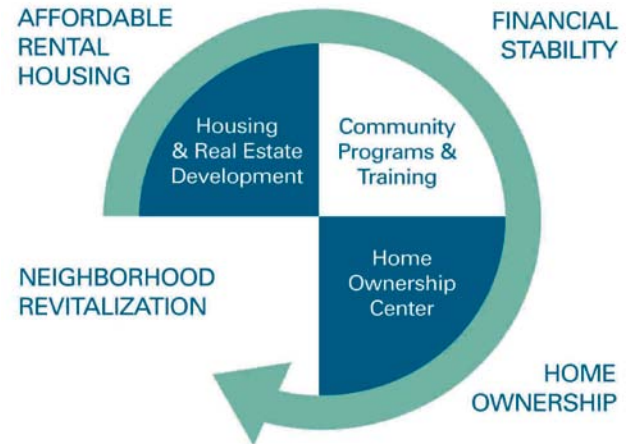 AFFORDABLE
RENTAL
HOUSING
FINANCIAL
STABILITY
Housing
& Real Estate
Development
Community
Programs &
Training
NEIGHBORHOOD
REVITALIZATION
Home
Ownership
Center
HOME
OWNERSHIP